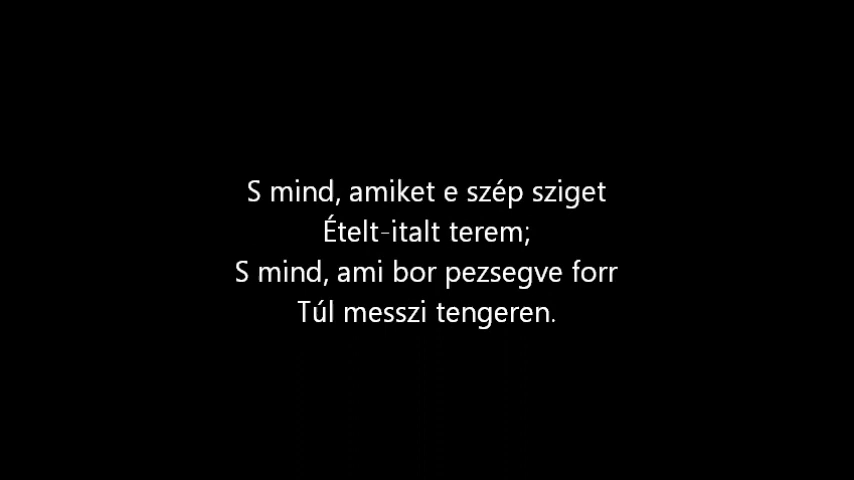 S mind, amiket e szép sziget
Ételt-italt terem;
S mind, ami bor pezsegve forr
Túl messzi tengeren.